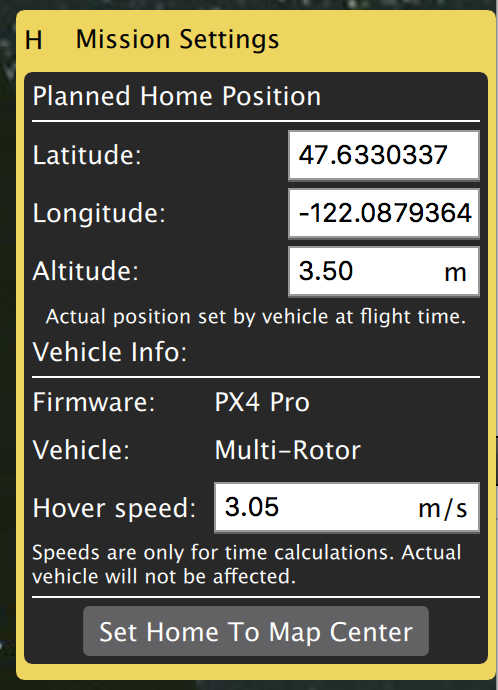 H Mission Settings
Planned Home Position
Latitude: 47.6330337
Longitude: -122.0879364
Altitude: 3.50 m
Actual position set by vehicle at flight time.
Vehicle Info:
Firmware: PX4 Pro
Vehicle: Multi-Rotor
Hover speed: 3.05 m/s
Speeds are only for time calculations. Actual
vehicle will not be affected.
Set Home To Map Center